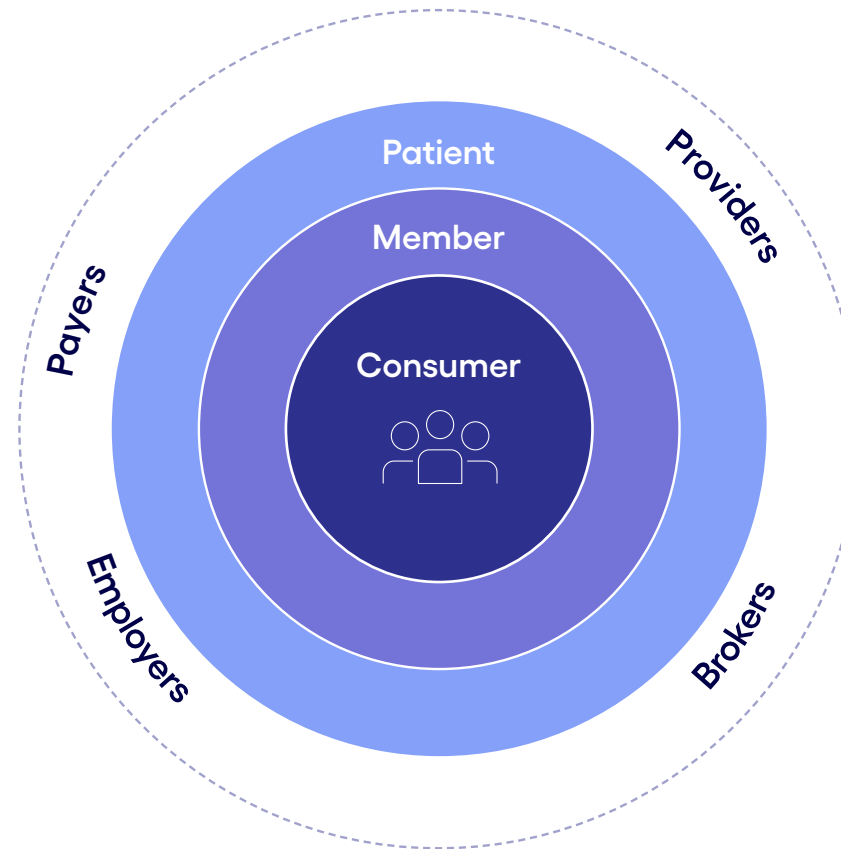 Patient
Providers
Member
Payers
Consumer
Employers
Brokers